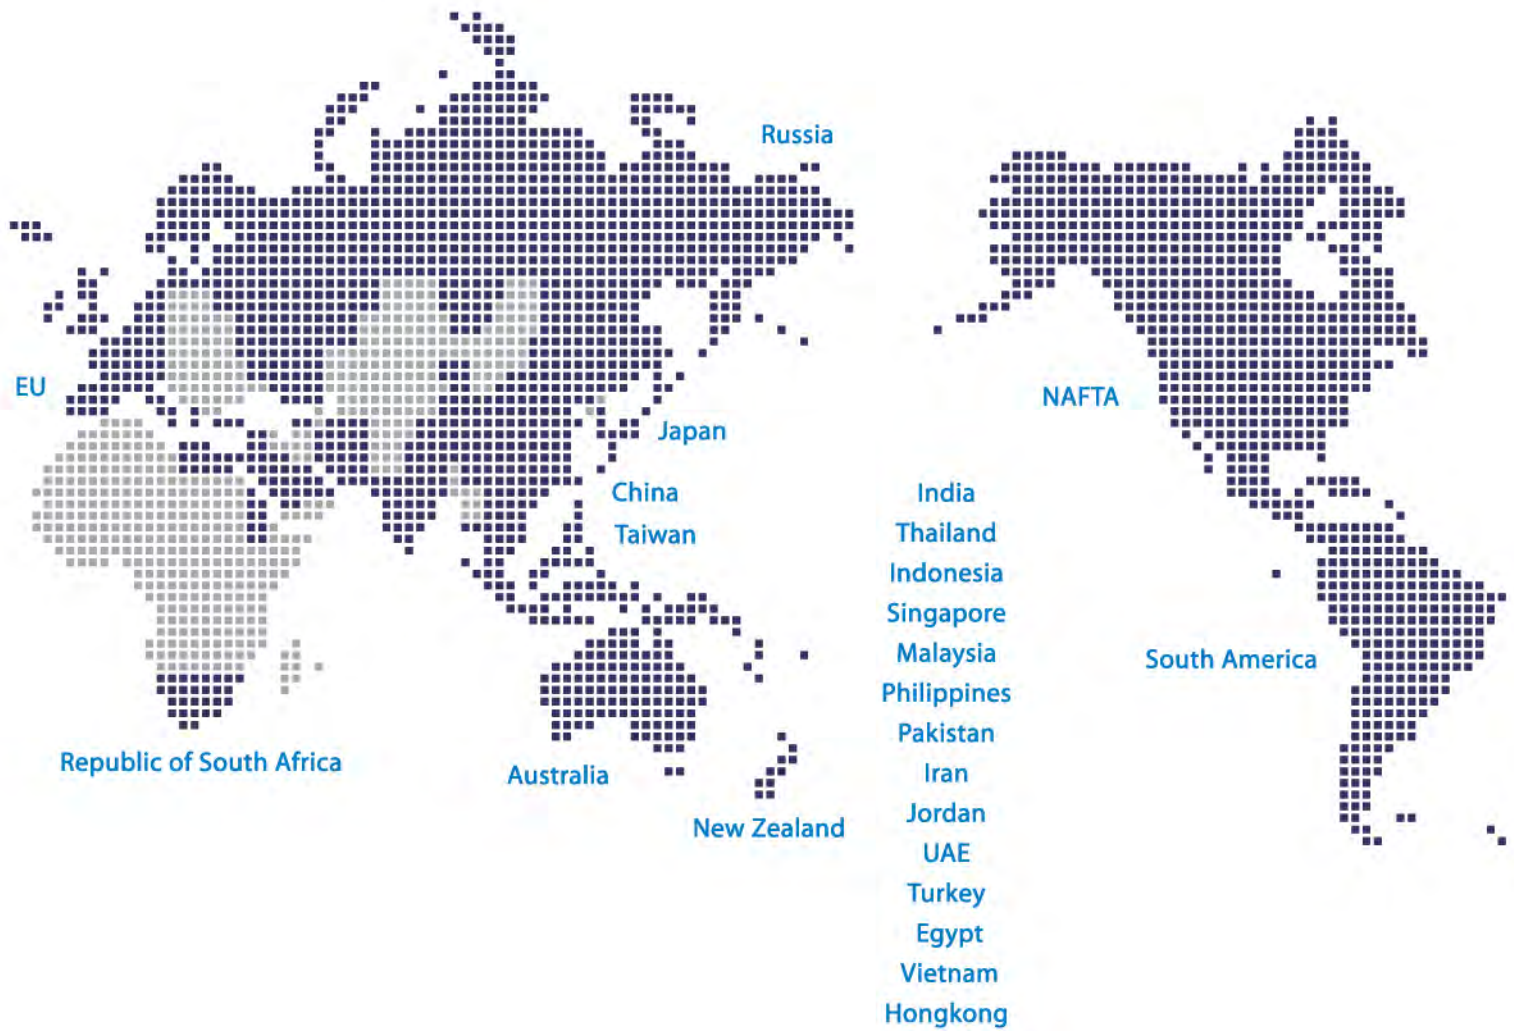 Russia
EU
NAFTA
Japan
China
Taiwan
India
Thailand
Indonesia
Singapore
Malaysia
Philippines
Pakistan
Iran
Jordan
UAE
Turkey
Egypt
Vietnam
Hongkong
South America
Republic of South Africa
Australia
New Zealand